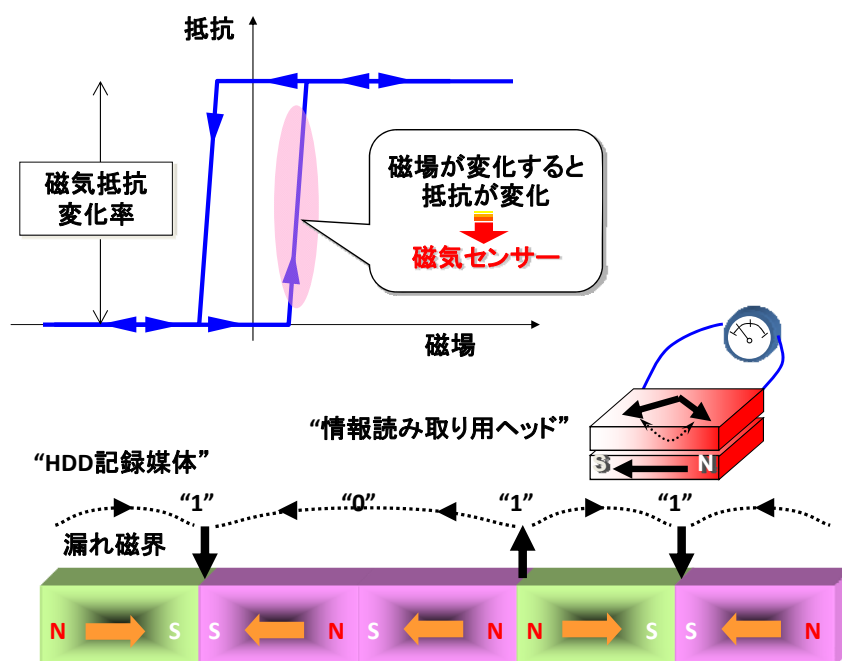 抵抗
磁気抵抗
変化率
磁場が変化すると
抵抗が変化
磁気センサー
磁場
“情報読み取り用ヘッド”
S N
“HDD記録媒体”
“1” “0” “1” “1”
漏れ磁界
N S S N S N N S S N